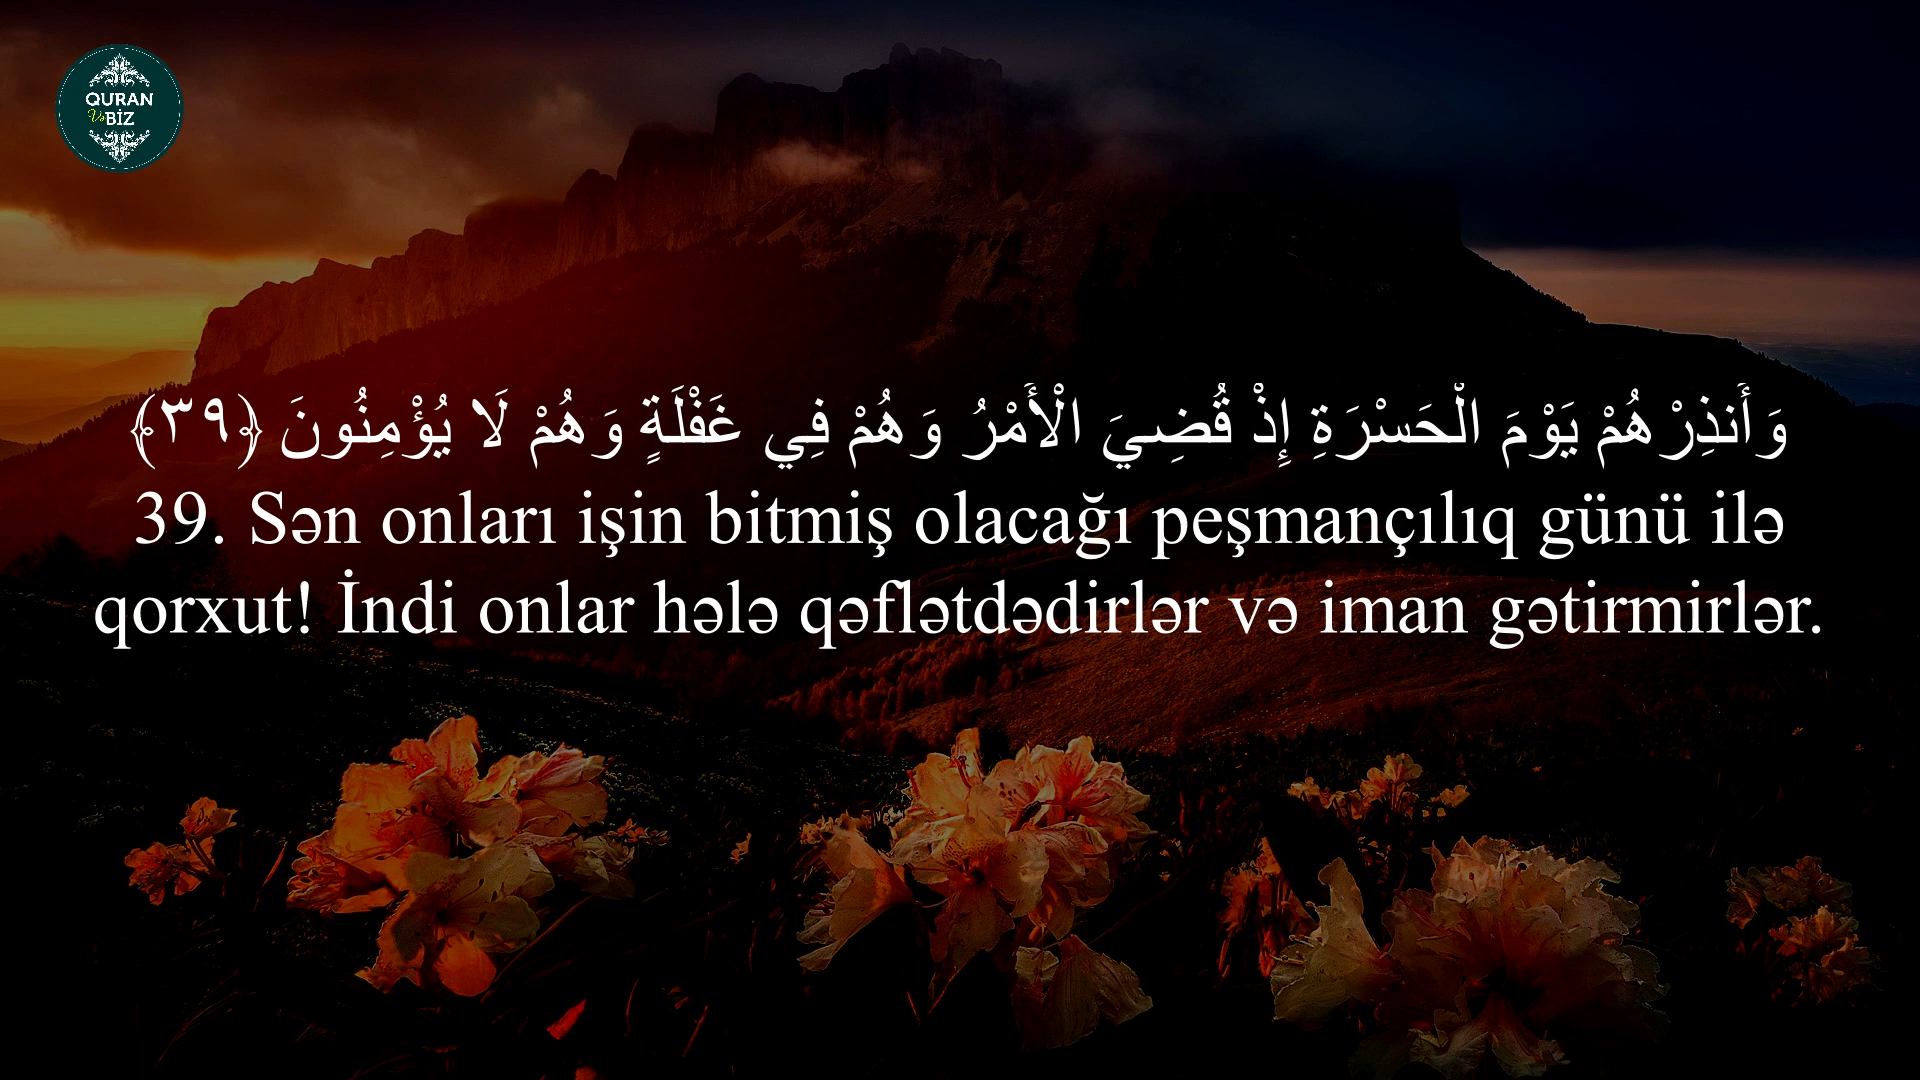 QURAN
Və BİZ
وَأَنذِرْهُمْ يَوْمَ الْحَسْرَةِ إِذْ قُضِيَ الْأَمْرُ وَهُمْ فِي غَفْلَةٍ وَهُمْ لَا يُؤْمِنُونَ ﴿٣٩﴾
39. Sən onları işin bitmiş olacağı peşmançılıq günü ilə
qorxut! İndi onlar hələ qəflətdədirlər və iman gətirmirlər.